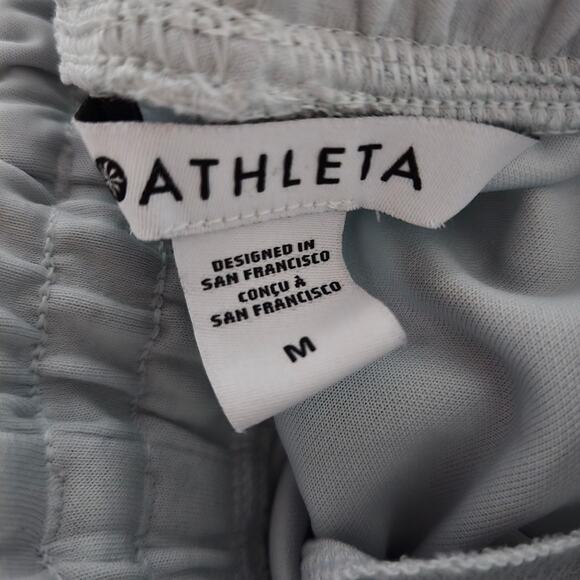 ATHLETA
DESIGNED IN
SAN FRANCISCO
CONÇU À
SAN FRANCISCO
M